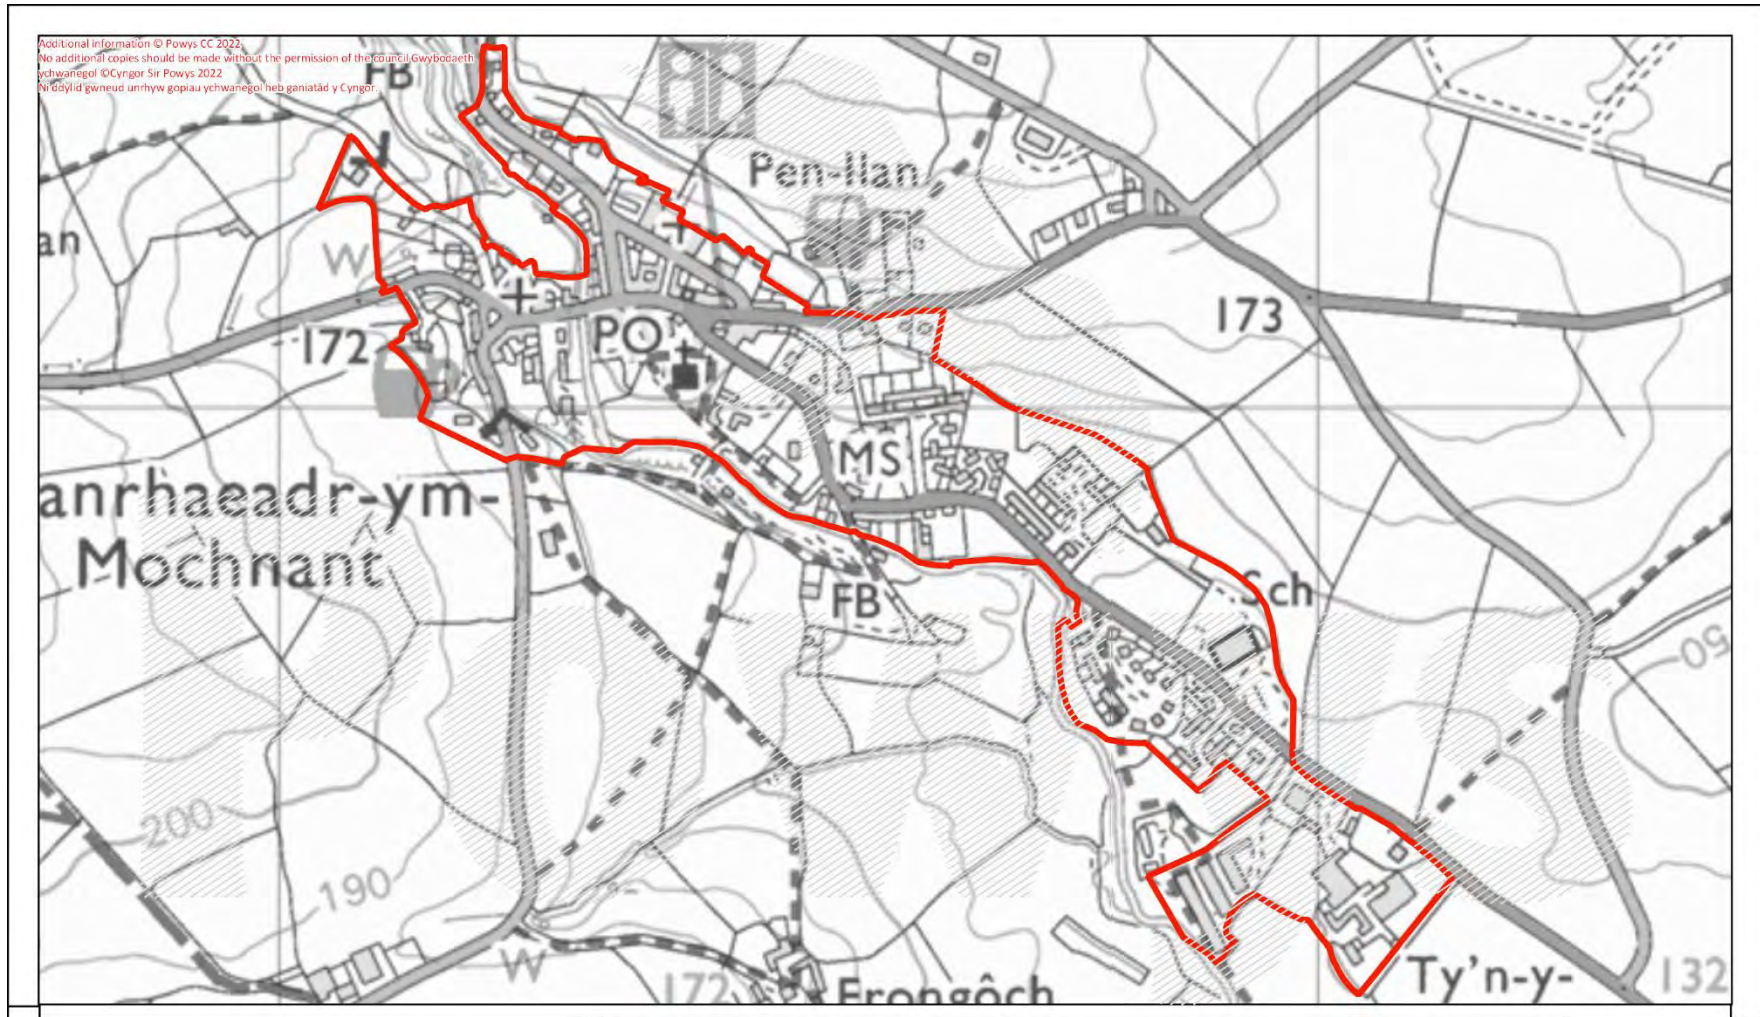 Additional information © Powys CC 2022
No additional copies should be made without the permission of the council Gwybodaeth
ychwanegol ©Cyngor Sir Powys 2022
Ni ddylid gwneud unrhyw gopïau ychwanegol heb ganiatâd y Cyngor.
FB
Pen-llan
an
W
172
PO
173
MS
anrhaeadr-ym-
Mochnant
FB
Sch
50
200
190
W
172
Frongôch
Ty'n-y-
132